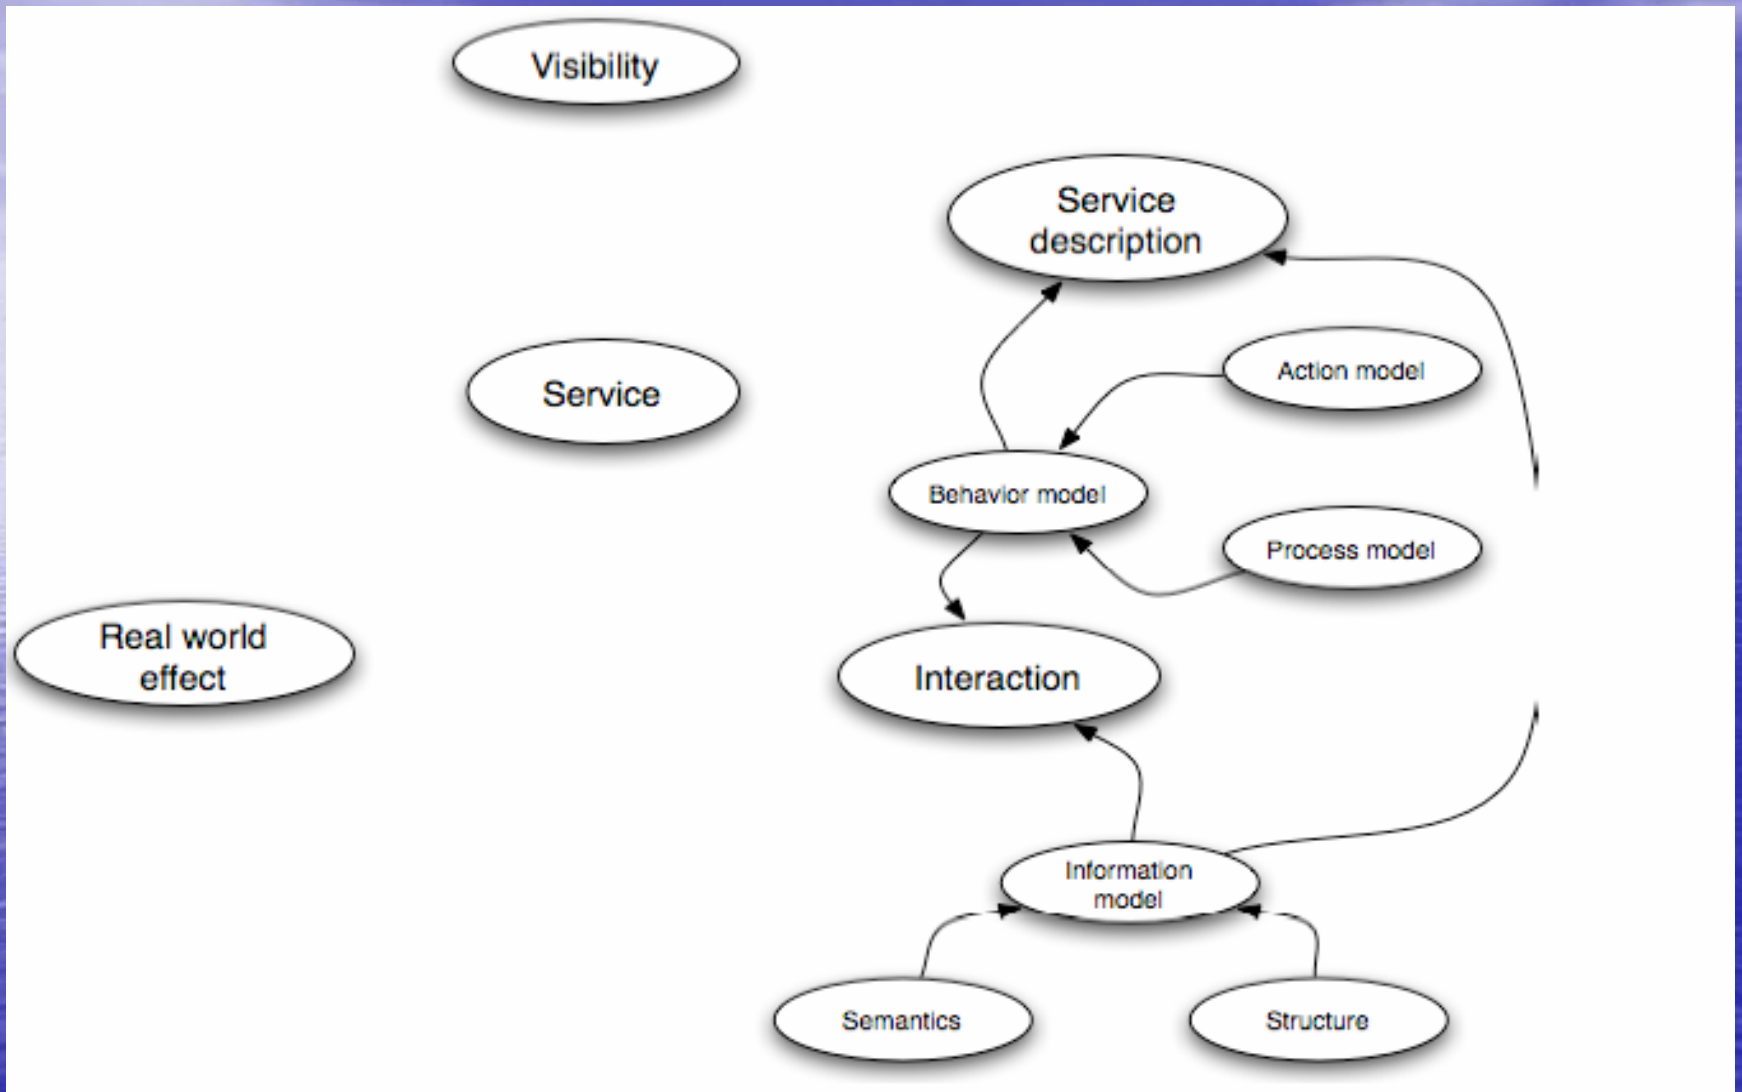 Visibility
Service
description
Action model
Service
Behavior model
Process model
Real world
effect
Interaction
Information
model
Semantics
Structure